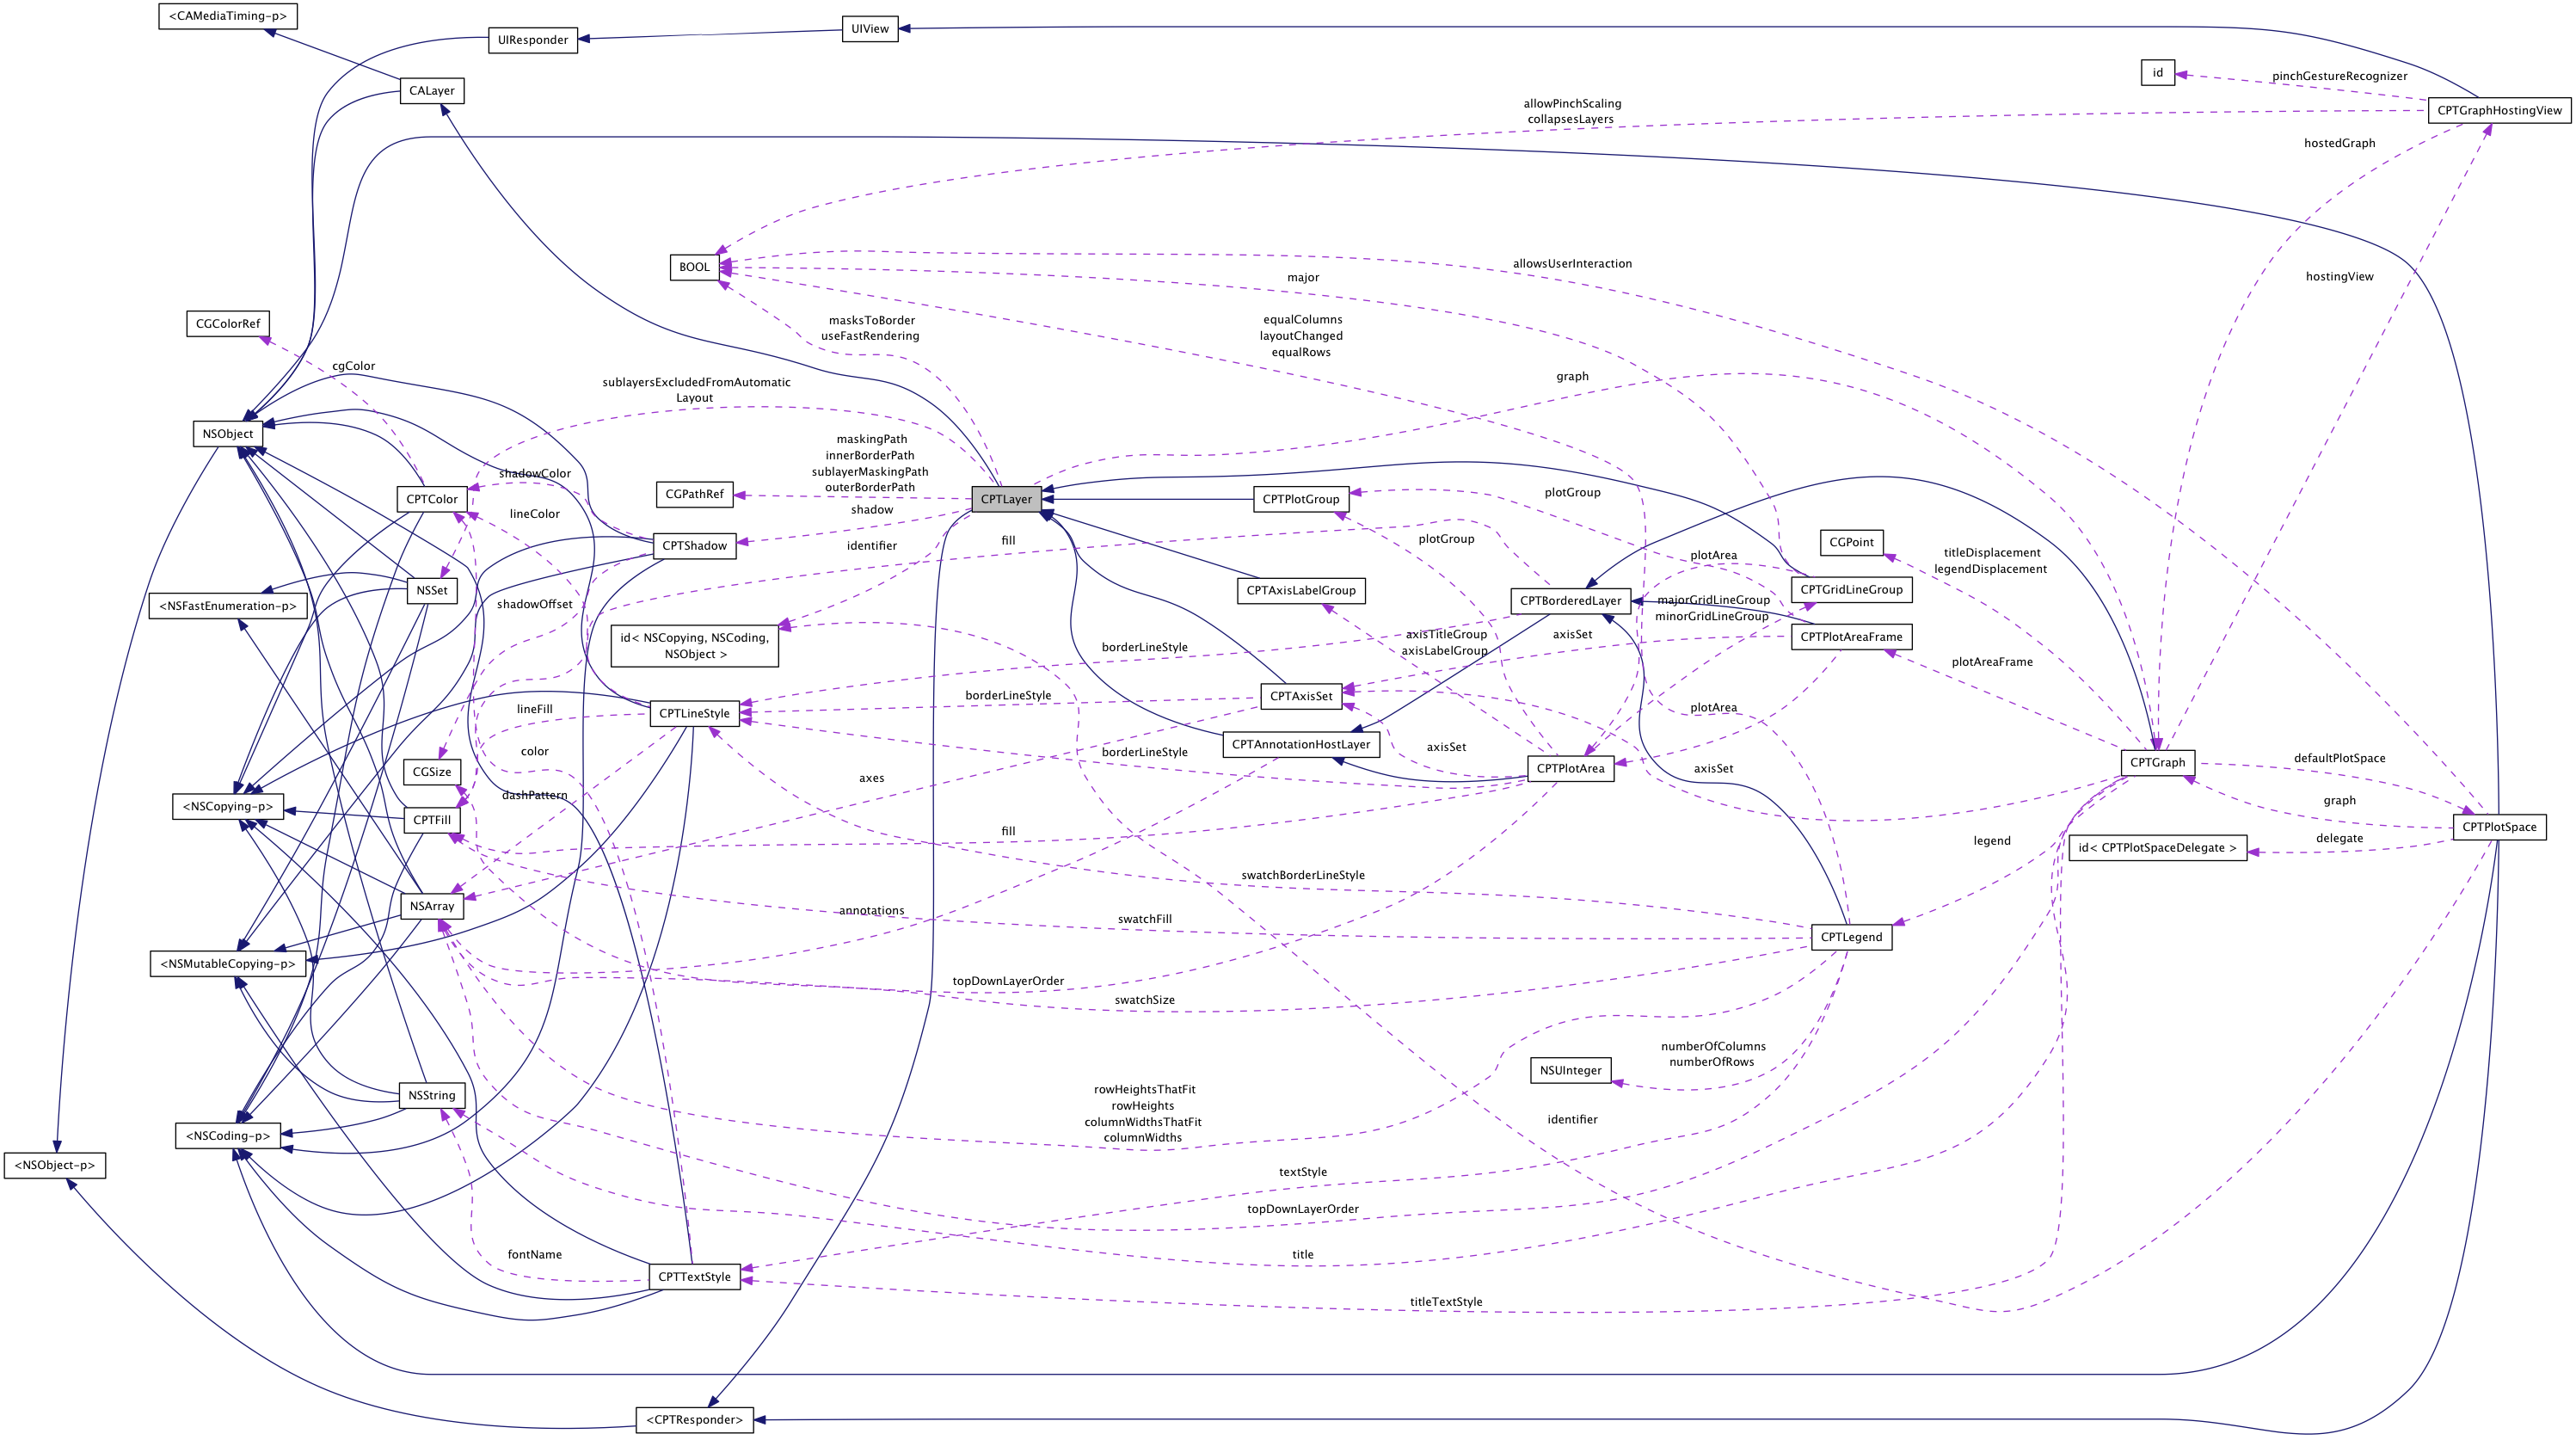 <CAMediaTiming-p>
UIResponder
UIView
id
pinchGestureRecognizer
CALayer
allowPinchScaling
collapsesLayers
CPTGraphHostingView
hostedGraph
BOOL
allowsUserInteraction
major
hostingView
CGColorRef
masksToBorder
useFastRendering
equalColumns
layoutChanged
equalRows
cgColor
sublayersExcludedFromAutomatic
Layout
graph
NSObject
maskingPath
innerBorderPath
sublayerMaskingPath
outerBorderPath
shadowColor
CPTColor
CGPathRef
CPTLayer
CPTPlotGroup
plotGroup
lineColor
shadow
CPTShadow
identifier
fill
plotGroup
CGPoint
titleDisplacement
legendDisplacement
plotArea
NSSet
CPTAxisLabelGroup
CPTGridLineGroup
<NSFastEnumeration-p>
shadowOffset
CPTBorderedLayer
majorGridLineGroup
minorGridLineGroup
id< NSCopying, NSCoding,
NSObject >
borderLineStyle
axisTitleGroup
axisLabelGroup
axisSet
CPTPlotAreaFrame
plotAreaFrame
CPTAxisSet
borderLineStyle
lineFill
CPTLineStyle
plotArea
color
CPTAnnotationHostLayer
borderLineStyle
axisSet
CGSize
axes
CPTPlotArea
axisSet
CPTGraph
defaultPlotSpace
dashPattern
<NSCopying-p>
CPTFill
fill
graph
CPTPlotSpace
legend
id< CPTPlotSpaceDelegate >
delegate
swatchBorderLineStyle
NSArray
annotations
swatchFill
CPTLegend
<NSMutableCopying-p>
topDownLayerOrder
swatchSize
numberOfColumns
numberOfRows
NSUInteger
NSString
rowHeightsThatFit
rowHeights
columnWidthsThatFit
columnWidths
identifier
<NSCoding-p>
<NSObject-p>
textStyle
topDownLayerOrder
fontName
title
CPTTextStyle
titleTextStyle
<CPTResponder>